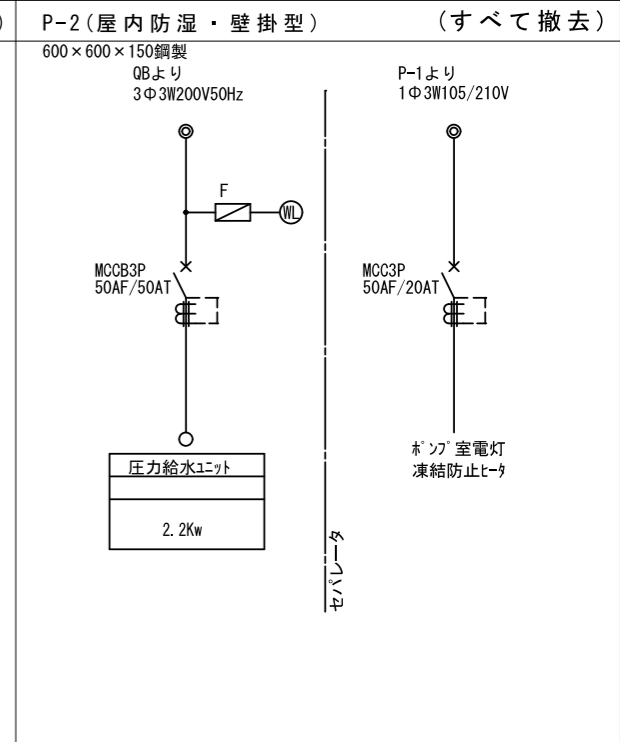 )
P-2(屋内防湿・壁掛型) (すべて撤去)
600×600×150鋼製
QBより
3Φ3W200V50Hz
F
WL
MCCB3P
50AF/50AT
圧力給水ﾕﾆｯﾄ
2.2Kw
セパレータ
P-1より
1Φ3W105/210V
MCC3P
50AF/20AT
ﾎﾟﾝﾌﾟ室電灯
凍結防止ﾋｰﾀ